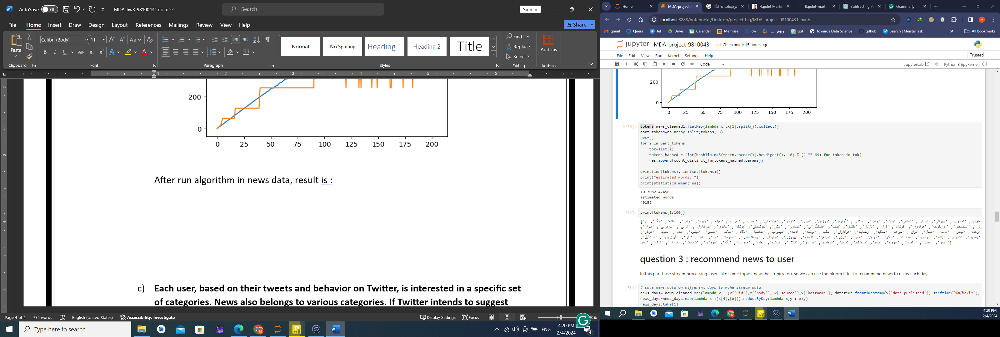 AutoSave Off MDA-hw3-98100431.docx Search Sign in
File Home Insert Draw Design Layout References Mailings Review View Help Share
Paste Calibri (Body) 11 Aa Normal No Spacing Heading 1 Heading 2 Title Find Replace Select Add-ins
Clipboard Font Paragraph Styles Editing Add-ins
1 2 3 4 5 6
200
0
0 25 50 75 100 125 150 175 200
After run algorithm in news data, result is :
c) Each user, based on their tweets and behavior on Twitter, is interested in a specific set
of categories. News also belongs to various categories. If Twitter intends to suggest
Page 4 of 4 775 words English (United States) Accessibility: Investigate Display Settings Focus
Type here to search ENG 4:20 PM
2/4/2024 4
Home MDA-project- ترجیحات به انگ Flajolet Martin flajolet-martin Subtracting Va Grammarly
localhost:8888/notebooks/Desktop/project-big/MDA-project-98100431.ipynb
gmail Quera Tel Drive Calendar Memrise cw ورزش سه gpt Towards Data Science github Search | MeisterTask All Bookmarks
jupyter MDA-project-98100431 Last Checkpoint: 15 hours ago
File Edit View Run Kernel Settings Help Trusted
Code JupyterLab Python 3 (ipykernel)
200
0
0 25 50 75 100 125 150 175 200
[30]: tokens=news_cleaned1.flatMap(lambda x :x[1].split()).collect()
part_tokens=np.array_split(tokens, 3)
res=[]
for i in part_tokens:
tok=list(i)
tokens_hashed = [int(hashlib.md5(token.encode()).hexdigest(), 16) % (2 ** 64) for token in tok]
res.append(count_distinct_fm(tokens_hashed,params))
print(len(tokens), len(set(tokens)))
print("estimated words: ")
print(statistics.mean(res))
1017082 47456
estimated words:
49152
[52]: print(tokens[1:100])
question 3 : recommend news to user
In this part I use stream processing. users like some topics. news has topics too. so we can use the bloom filter to recommend news to users each day.
[31]: # save news data on different days to make stream data.
news_days= news_cleaned.map(lambda x : (x['uid'],x['body'], x['source'],x['hostname'], datetime.fromtimestamp(x['date_published']).strftime("%m/%d/%Y"),
news_days=news_days.map(lambda x :(x[4],[x])).reduceByKey(lambda x,y : x+y)
news_days.take(1)
4:20 PM
2/4/2024